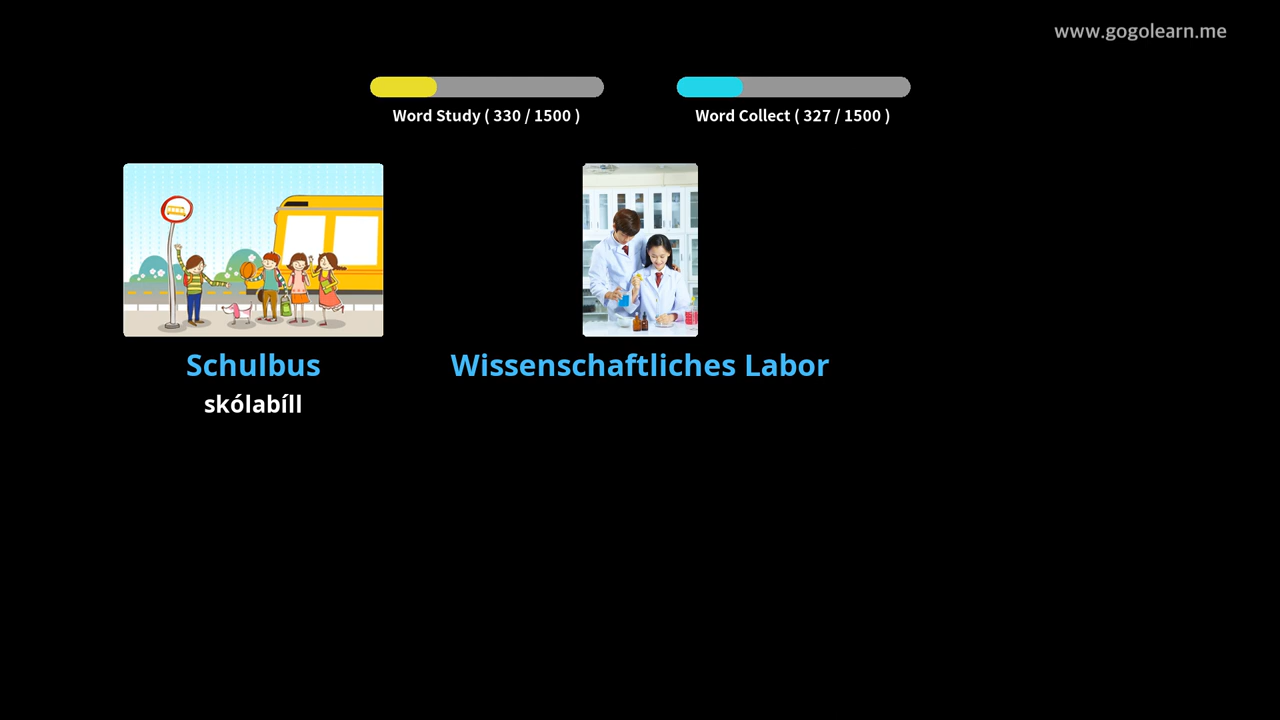 www.gogolearn.me
Word Study ( 330 / 1500 )
Word Collect ( 327 / 1500 )
Schulbus
skólabíll
Wissenschaftliches Labor